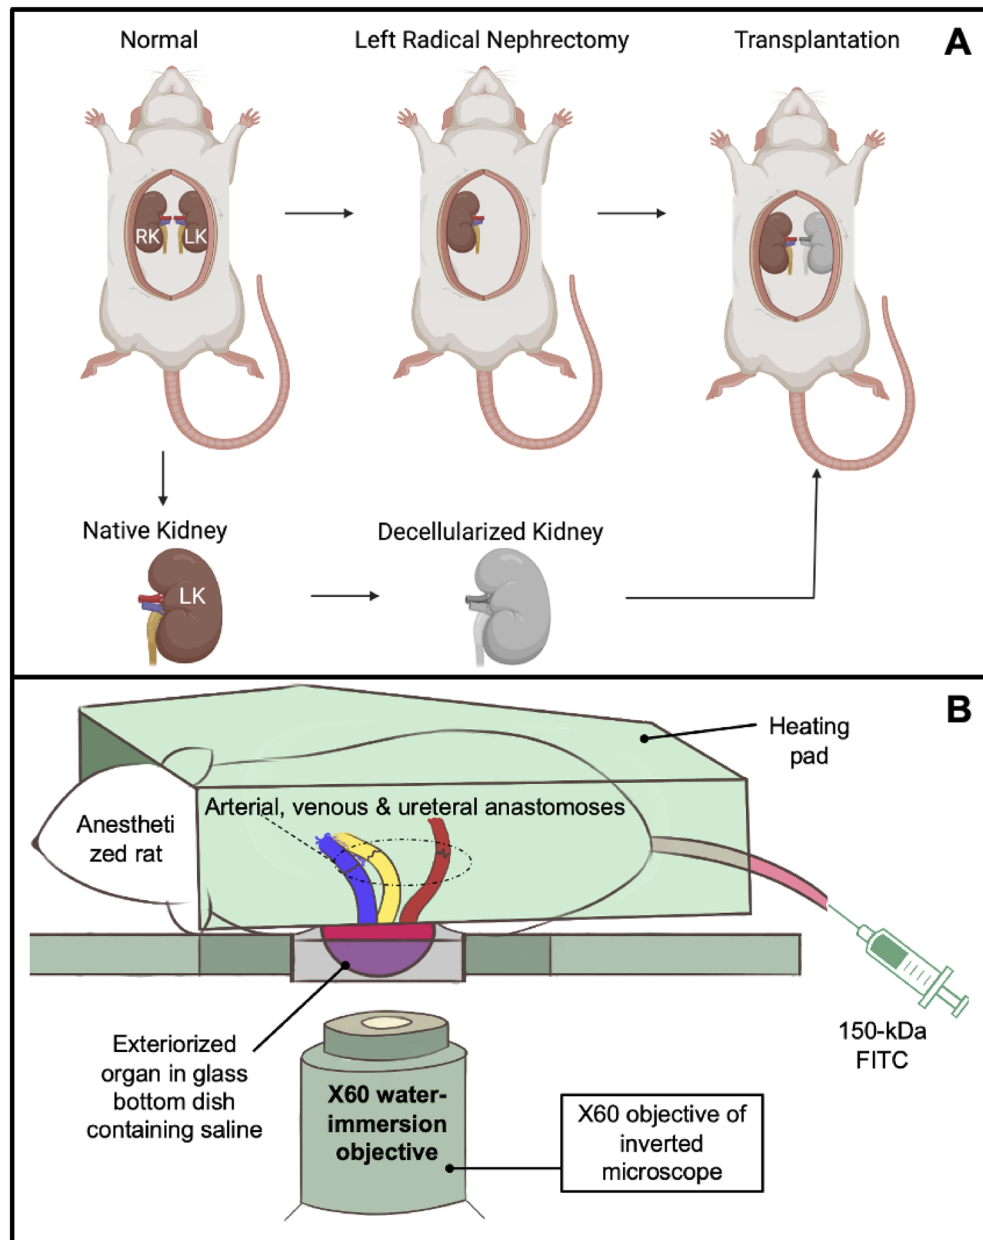 Normal
Left Radical Nephrectomy
Transplantation
A
RK
LK
Native Kidney
Decellularized Kidney
LK
B
Heating
pad
Arterial, venous & ureteral anastomoses
Anestheti
zed rat
150-kDa
FITC
Exteriorized
organ in glass
bottom dish
containing saline
X60 water-
immersion
objective
X60 objective of
inverted
microscope